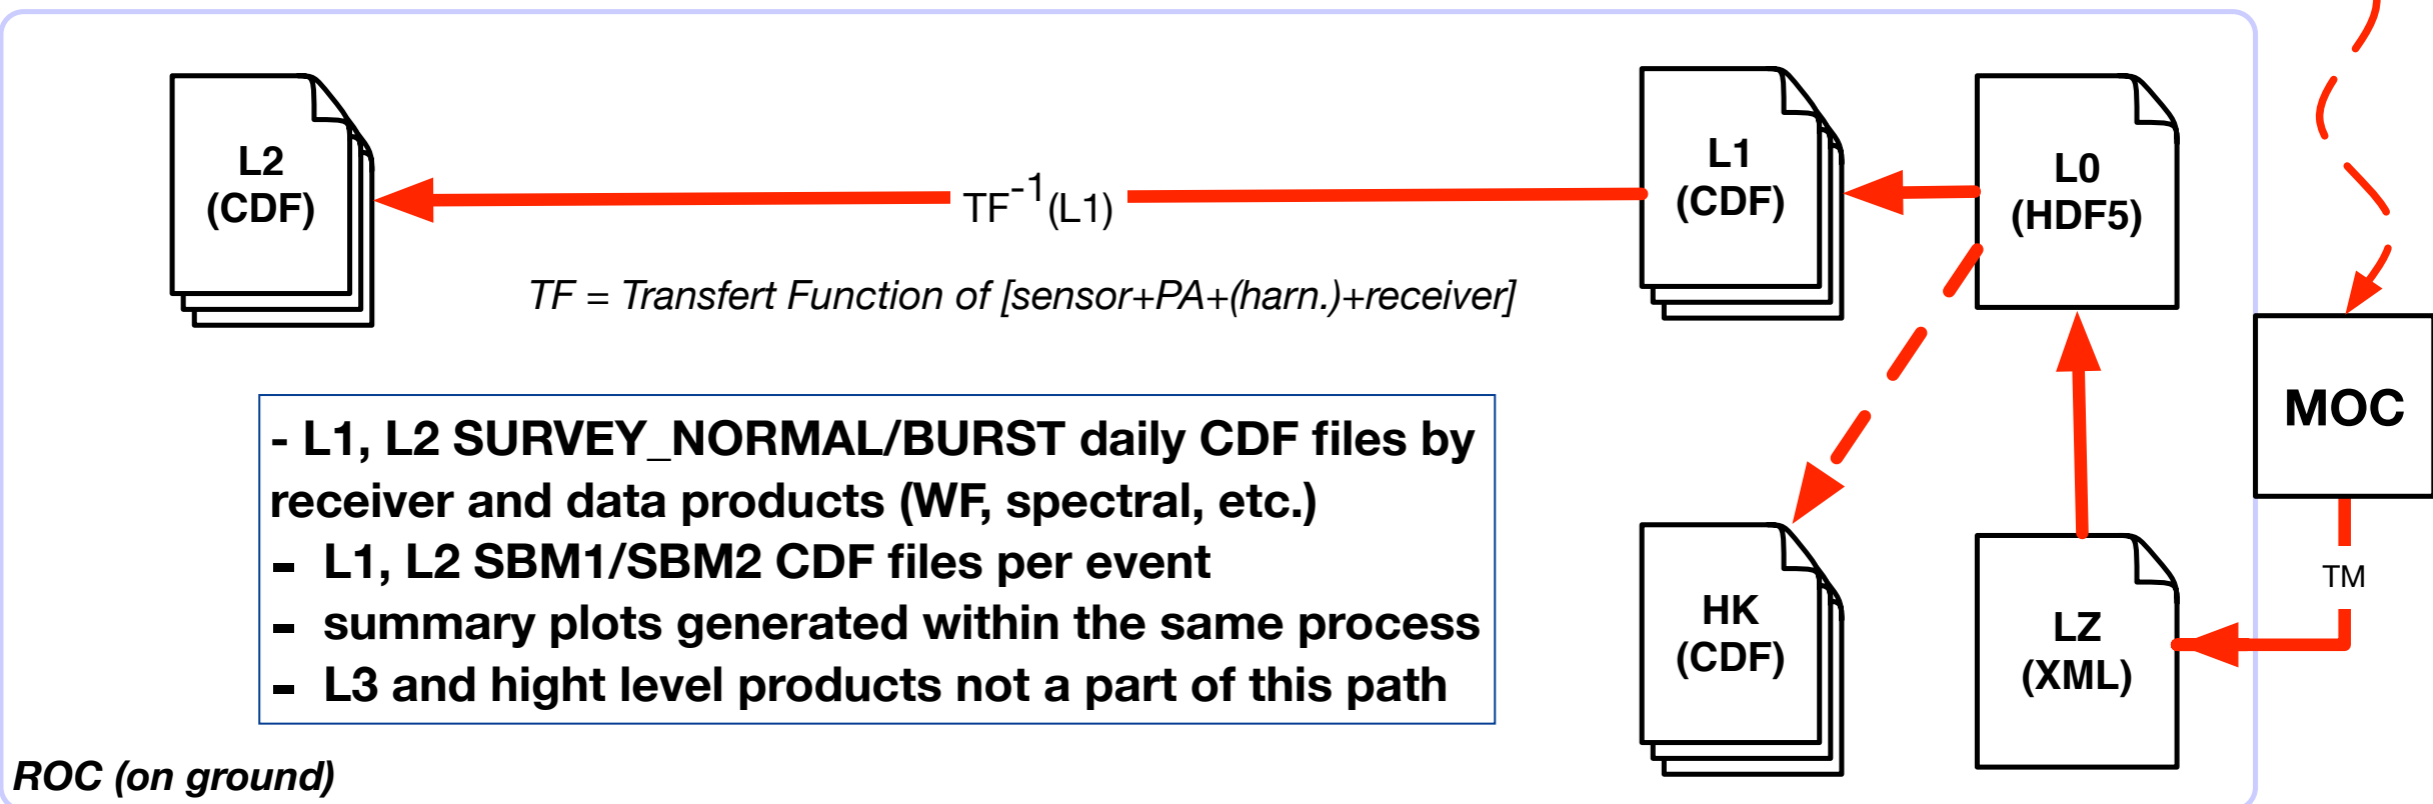 L2
(CDF)
TF-1(L1)
L1
(CDF)
L0
(HDF5)
TF = Transfert Function of [sensor+PA+(harn.)+receiver]
MOC
- L1, L2 SURVEY_NORMAL/BURST daily CDF files by
receiver and data products (WF, spectral, etc.)
- L1, L2 SBM1/SBM2 CDF files per event
- summary plots generated within the same process
- L3 and hight level products not a part of this path
HK
(CDF)
LZ
(XML)
TM
ROC (on ground)